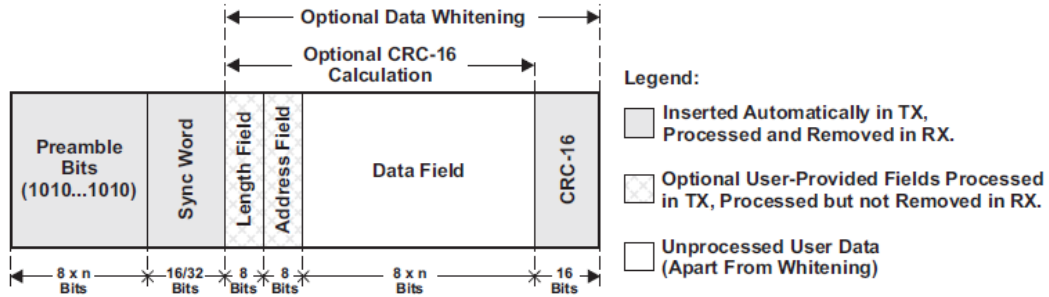 Optional Data Whitening
Optional CRC-16
Calculation
Preamble
Bits
(1010...1010)
Sync Word
Length Field
Address Field
Data Field
CRC-16
8 x n
Bits
16/32
Bits
8
Bits
8
Bits
8 x n
Bits
16
Bits
Legend:
Inserted Automatically in TX,
Processed and Removed in RX.
Optional User-Provided Fields Processed
in TX, Processed but not Removed in RX.
Unprocessed User Data
(Apart From Whitening)